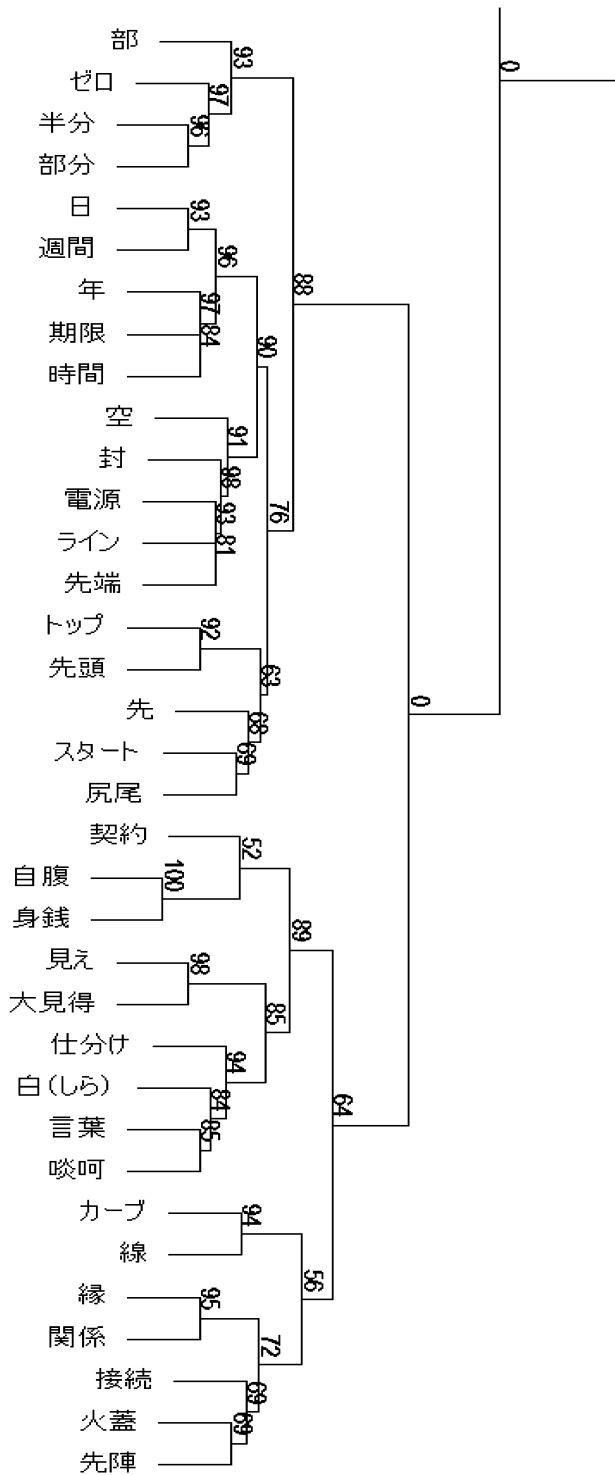 部
ゼロ
半分
部分
日
週間
年
期限
時間
空
封
電源
ライン
先端
トップ
先頭
先
スタート
尻尾
契約
自腹
身銭
見え
大見得
仕分け
白(しら)
言葉
啖呵
カーブ
線
縁
関係
接続
火蓋
先陣
93
97
96
93
96
97
84
91
98
93
81
92
63
68
69
90
76
88
52
100
98
85
94
84
85
89
94
95
72
69
69
56
64
0
0